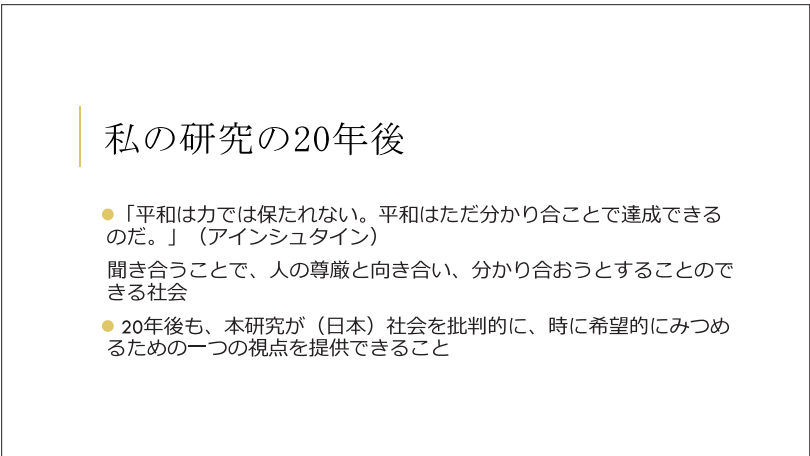 私の研究の20年後
「平和は力では保たれない。平和はただ分かり合ことで達成できる
のだ。」（アインシュタイン）
聞き合うことで、人の尊厳と向き合い、分かり合おうとすることので
きる社会
20年後も、本研究が（日本）社会を批判的に、時に希望的にみつめ
るための一つの視点を提供できること